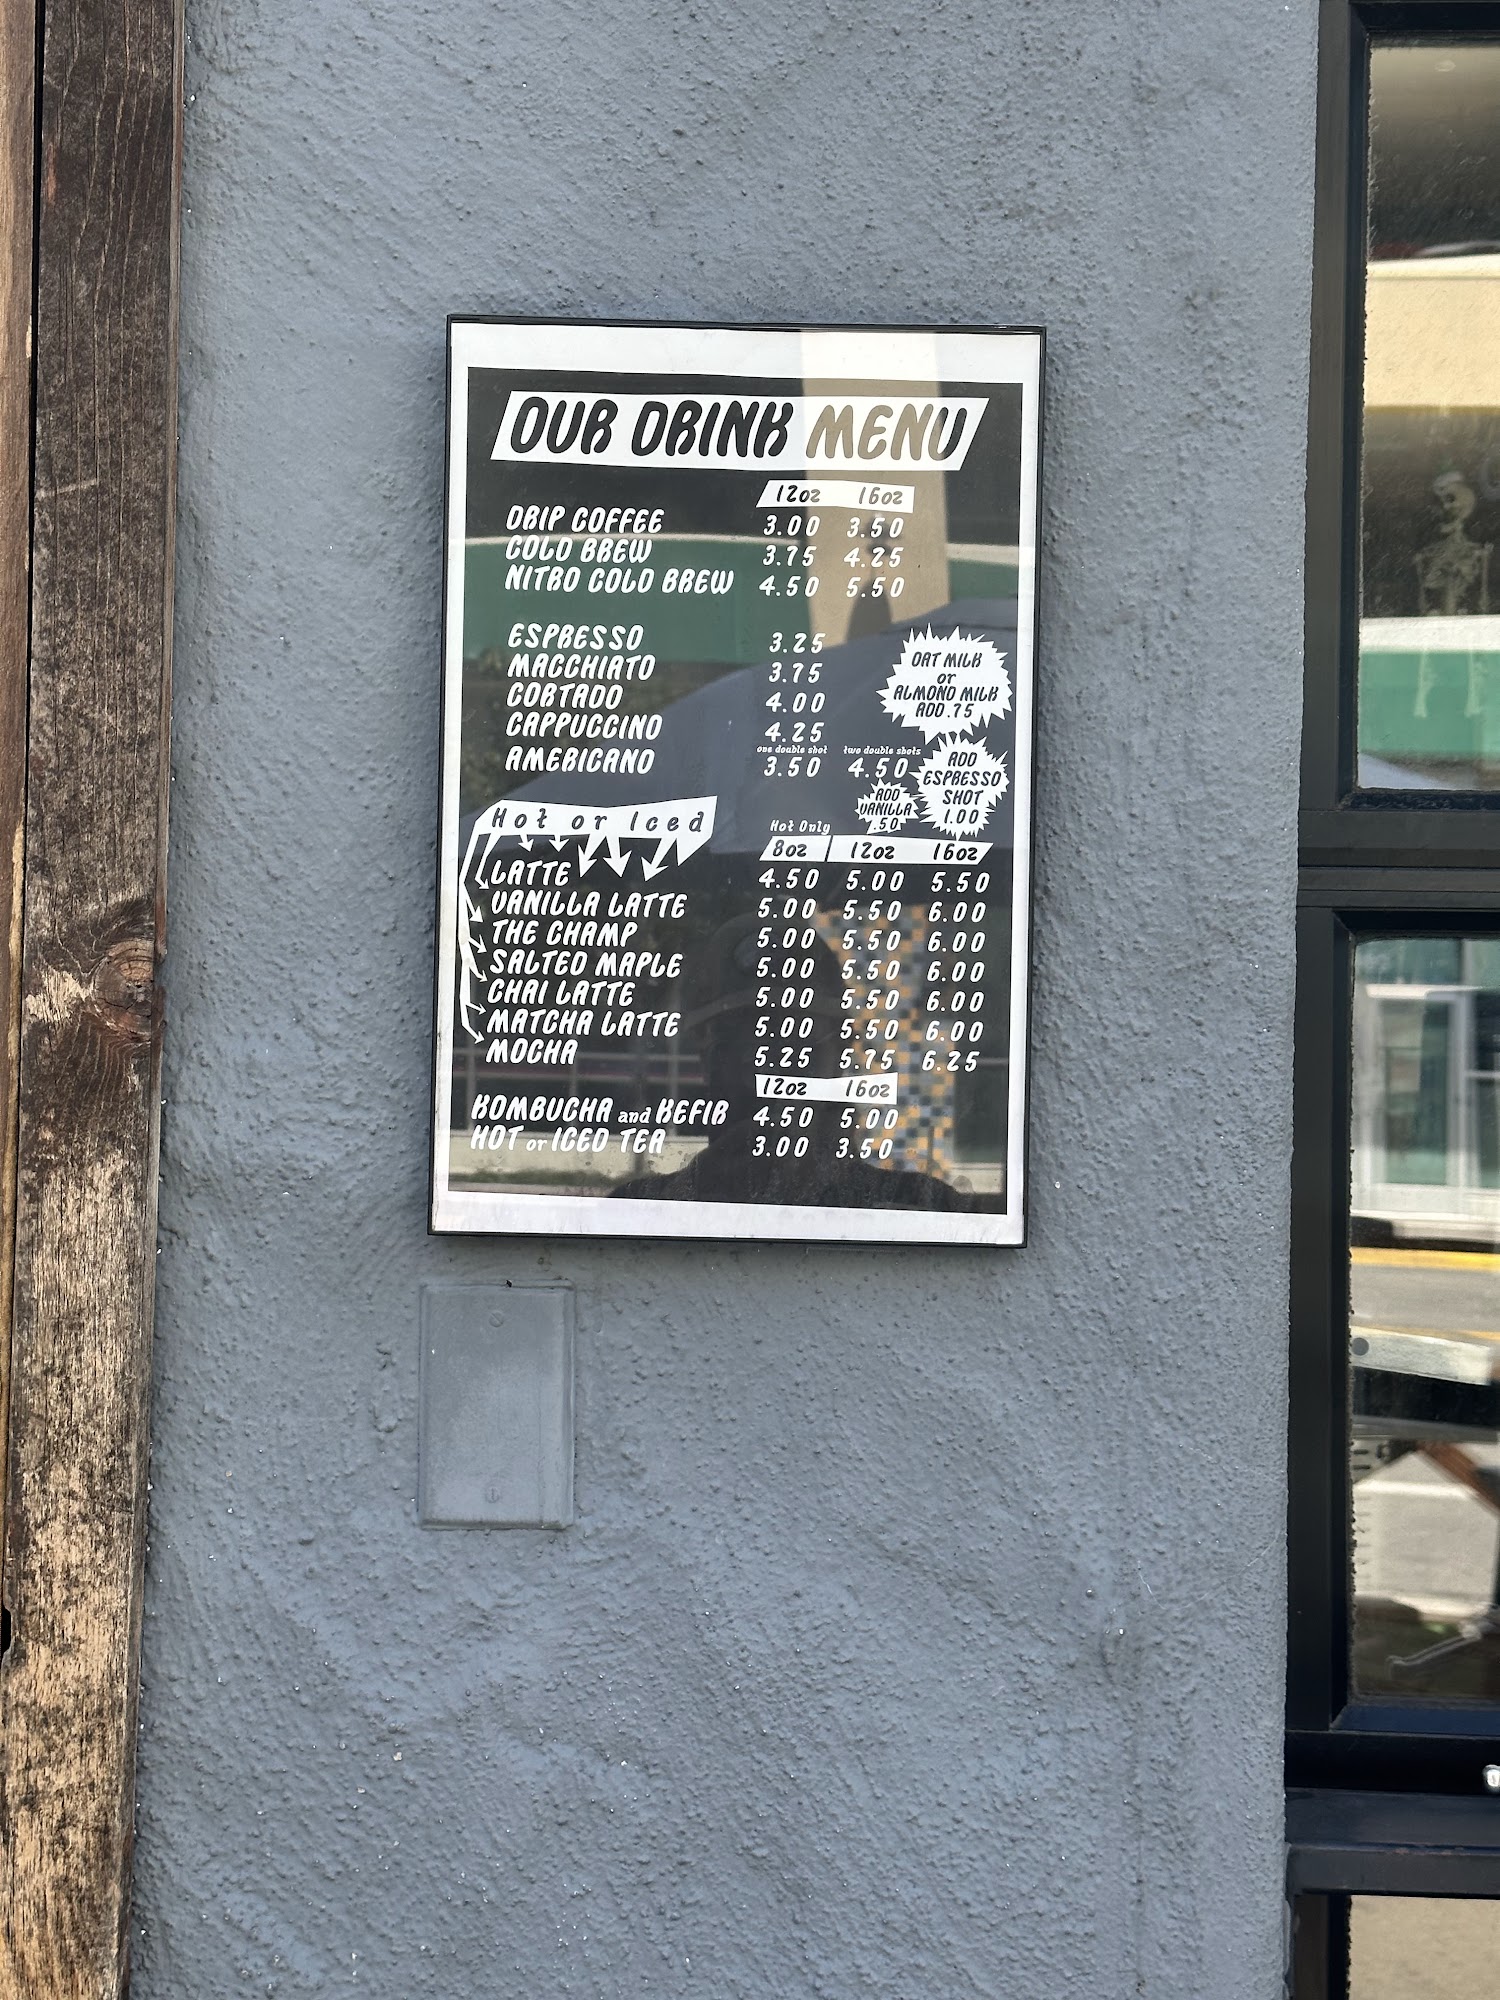 OUR DRINK MENU
12oz 16oz
DRIP COFFEE 3.00 3.50
COLD BREW 3.75 4.25
NITRO COLD BREW 4.50 5.50
ESPRESSO 3.25
MACCHIATO 3.75
CORTADO 4.00
CAPPUCCINO 4.25
one double shot two double shots
AMERICANO 3.50 4.50
OAT MILK
or
ALMOND MILK
ADD .75
ADD
ESPRESSO
SHOT
1.00
ADD
VANILLA
.50
Hot or Iced
Hot Only
8oz 12oz 16oz
LATTE 4.50 5.00 5.50
VANILLA LATTE 5.00 5.50 6.00
THE CHAMP 5.00 5.50 6.00
SALTED MAPLE 5.00 5.50 6.00
CHAI LATTE 5.00 5.50 6.00
MATCHA LATTE 5.00 5.50 6.00
MOCHA 5.25 5.75 6.25
12oz 16oz
KOMBUCHA and KEFIR 4.50 5.00
HOT or ICED TEA 3.00 3.50